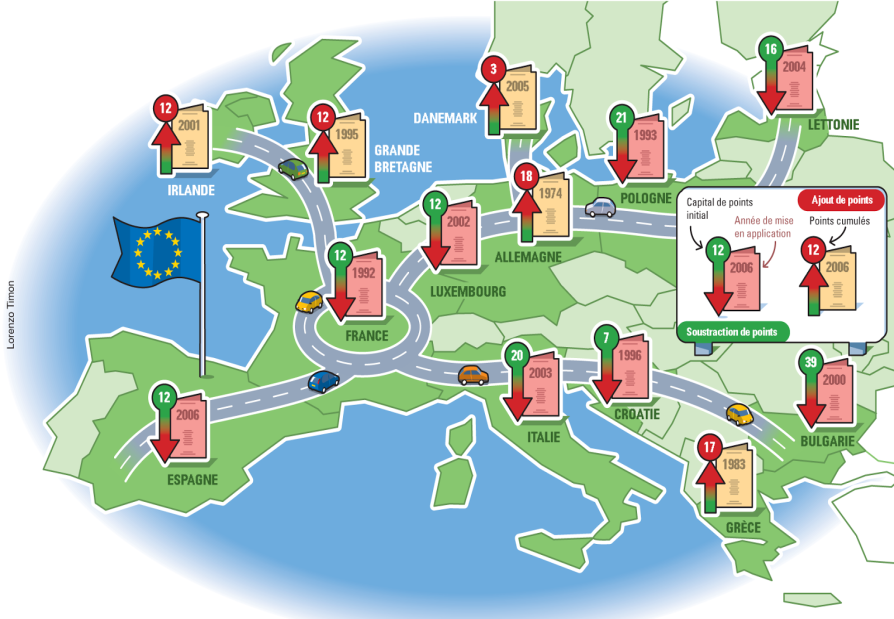 16
2004
LETTONIE
3
2005
DANEMARK
12
2001
IRLANDE
12
1995
GRANDE
BRETAGNE
21
1993
POLOGNE
18
1974
ALLEMAGNE
12
2002
LUXEMBOURG
12
1992
FRANCE
Capital de points
initial
Année de mise
en application
12
2006
Soustraction de points
Ajout de points
Points cumulés
12
2006
20
2003
ITALIE
7
1996
CROATIE
39
2000
BULGARIE
12
2006
ESPAGNE
17
1983
GRÈCE
Lorenzo Timon